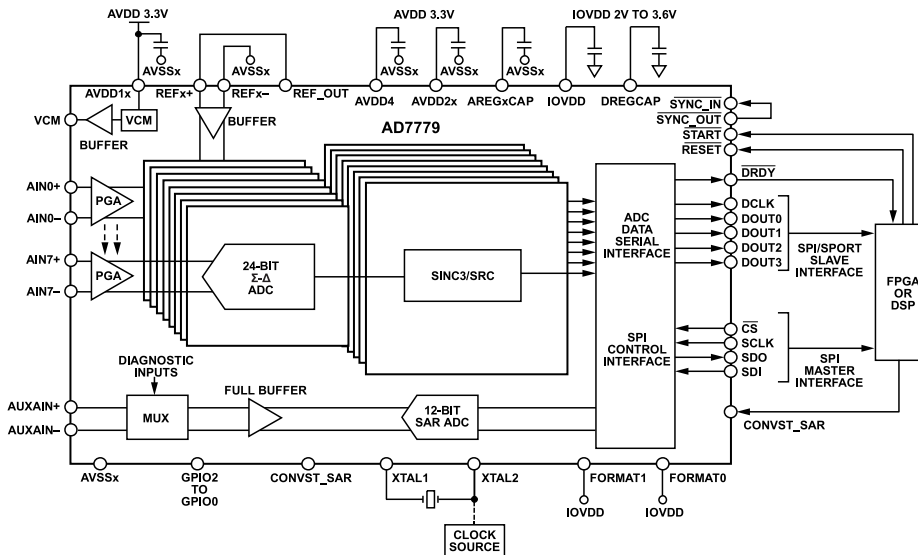 AVDD 3.3V
AVDD 3.3V
IOVDD 2V TO 3.6V
AVSSx
AVSSx
AVSSx
AVSSx
AVSSx
AVDD1x
REFx+
REFx–
REF_OUT
AVDD4
AVDD2x
AREGxCAP
IOVDD
DREGCAP
VCM
VCM
BUFFER
BUFFER
AD7779
SYNC_IN
SYNC_OUT
START
RESET
DRDY
AIN0+
PGA
AIN0–
AIN7+
PGA
AIN7–
24-BIT
Σ-Δ
ADC
SINC3/SRC
ADC
DATA
SERIAL
INTERFACE
DCLK
DOUT0
DOUT1
DOUT2
DOUT3
SPI/SPORT
SLAVE
INTERFACE
FPGA
OR
DSP
SPI
CONTROL
INTERFACE
CS
SCLK
SDO
SDI
SPI
MASTER
INTERFACE
DIAGNOSTIC
INPUTS
FULL BUFFER
AUXAIN+
MUX
AUXAIN–
12-BIT
SAR ADC
CONVST_SAR
AVSSx
GPIO2
TO
GPIO0
CONVST_SAR
XTAL1
XTAL2
FORMAT1
FORMAT0
IOVDD
IOVDD
CLOCK
SOURCE